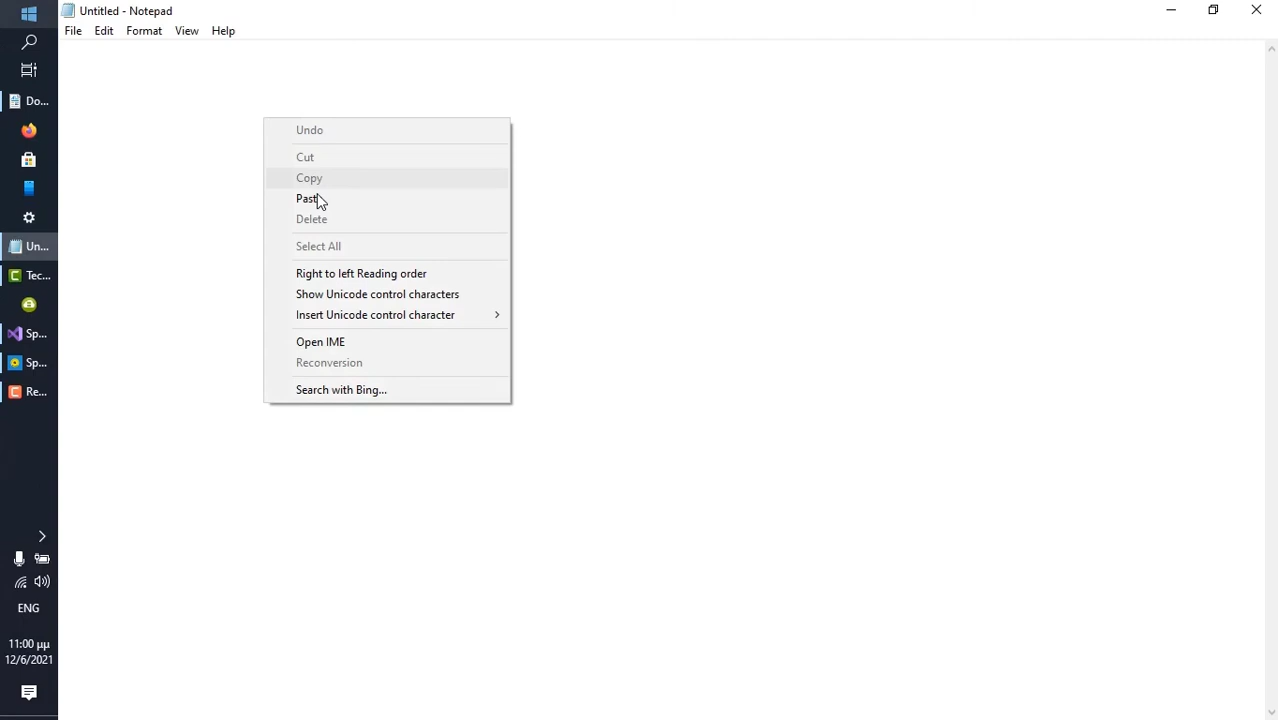 Untitled - Notepad
File Edit Format View Help
Do...
Un...
Tec...
Sp...
Sp...
Re...
Undo
Cut
Copy
Past
Delete
Select All
Right to left Reading order
Show Unicode control characters
Insert Unicode control character
Open IME
Reconversion
Search with Bing...
ENG
11:00 μμ
12/6/2021